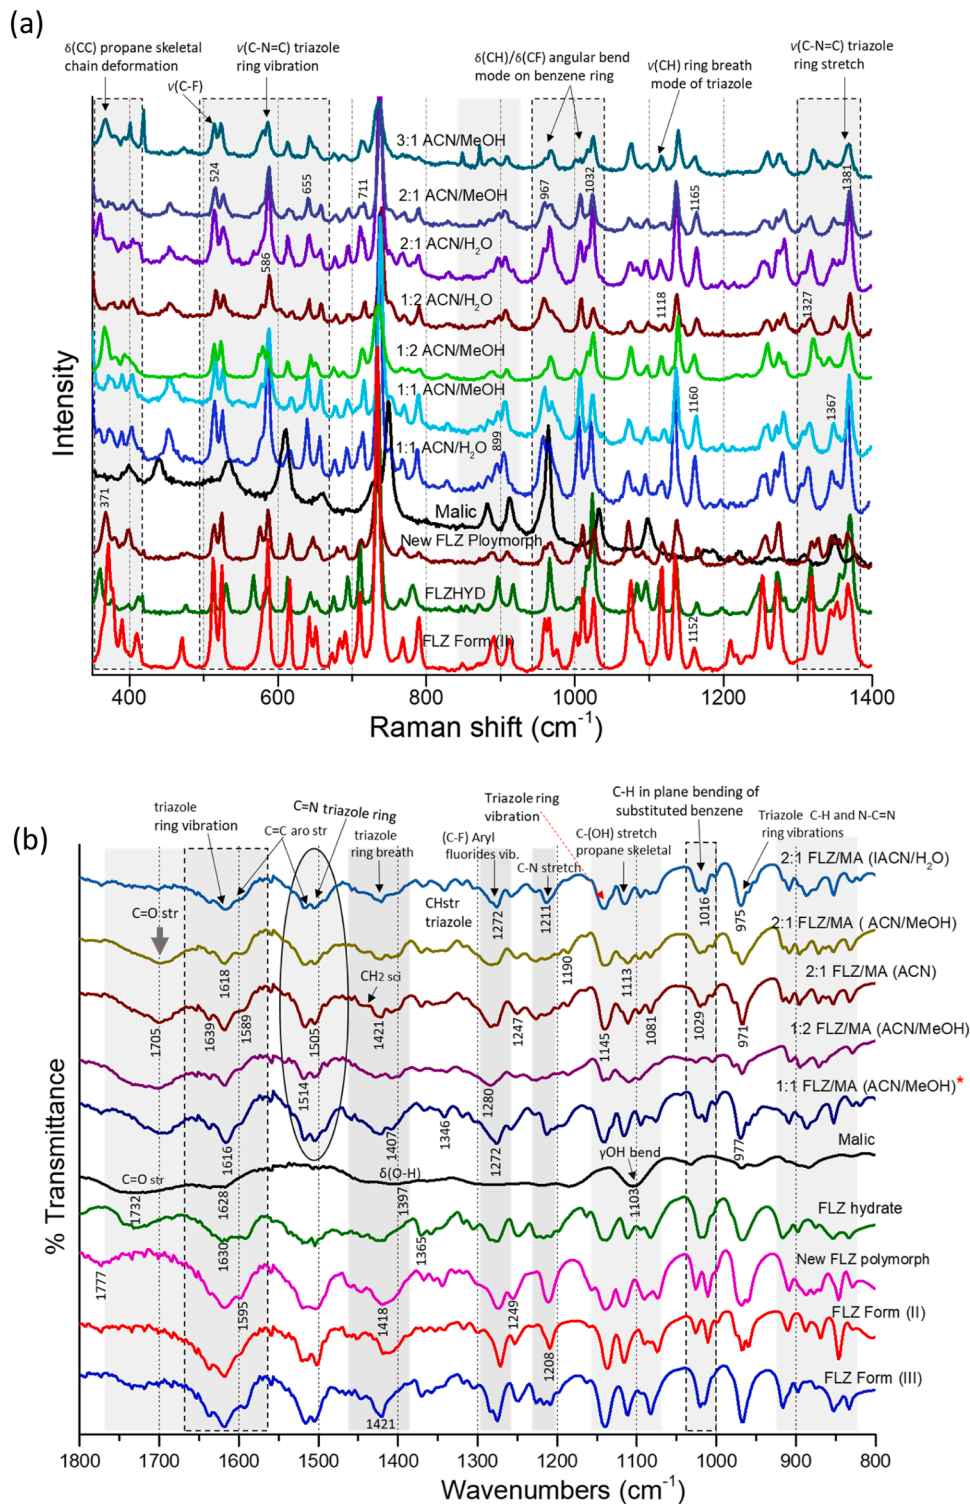 (a)
δ(CC) propane skeletal
chain deformation
ν(C-F)
ν(C-N=C) triazole
ring vibration
δ(CH)/δ(CF) angular bend
mode on benzene ring
ν(CH) ring breath
mode of triazole
ν(C-N=C) triazole
ring stretch
3:1 ACN/MeOH
524
655
711
2:1 ACN/MeOH
967
1032
1165
1381
2:1 ACN/H2O
586
1:2 ACN/H2O
1118
1327
1:2 ACN/MeOH
1:1 ACN/MeOH
1160
1367
1:1 ACN/H2O
899
371
Malic
New FLZ Ploymorph
FLZHYD
FLZ Form(II)
1152
Intensity
400 600 800 1000 1200 1400
Raman shift (cm-1)
(b)
triazole
ring vibration
C=C aro str
C=N triazole ring
triazole
ring breath
Triazole ring
vibration
(C-F) Aryl
fluorides vib.
C-N stretch
C-(OH) stretch
propane skeletal
C-H in plane bending of
substituted benzene
Triazole C-H and N-C=N
ring vibrations
2:1 FLZ/MA (IACN/H2O)
C=O str
CHstr
triazole
1272
1211
1016
975
2:1 FLZ/MA ( ACN/MeOH)
1618
CH2 sci
1190
1113
2:1 FLZ/MA (ACN)
1705
1639
1589
1505
1421
1247
1145
1081
1029
971
1:2 FLZ/MA (ACN/MeOH)
1514
1280
1:1 FLZ/MA (ACN/MeOH)*
1616
1407
1346
1272
977
Malic
C=O str
δ(O-H)
γOH bend
1732
1628
1397
1103
FLZ hydrate
1630
1365
New FLZ polymorph
1777
1595
1418
1249
FLZ Form (II)
1208
FLZ Form (III)
1421
% Transmittance
1800 1700 1600 1500 1400 1300 1200 1100 1000 900 800
Wavenumbers (cm-1)